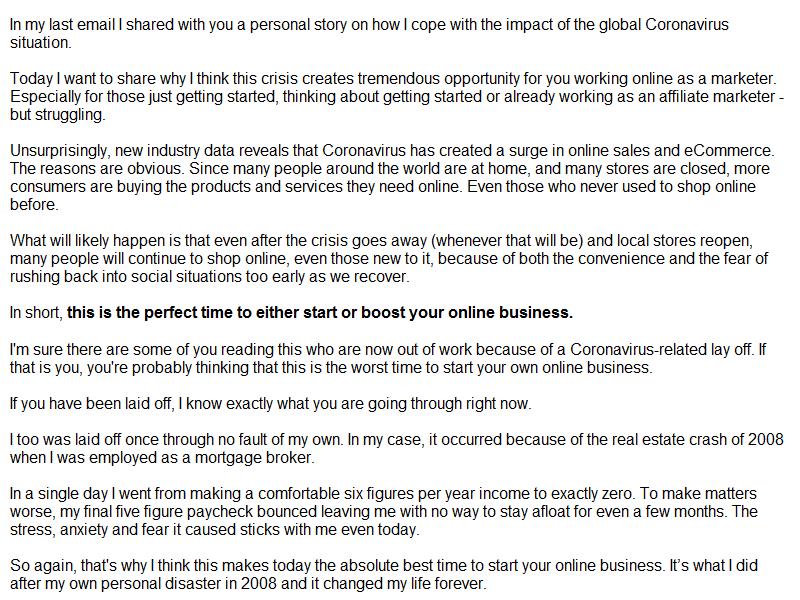 In my last email I shared with you a personal story on how I cope with the impact of the global Coronavirus
situation.
Today I want to share why I think this crisis creates tremendous opportunity for you working online as a marketer.
Especially for those just getting started, thinking about getting started or already working as an affiliate marketer -
but struggling.
Unsurprisingly, new industry data reveals that Coronavirus has created a surge in online sales and eCommerce.
The reasons are obvious. Since many people around the world are at home, and many stores are closed, more
consumers are buying the products and services they need online. Even those who never used to shop online
before.
What will likely happen is that even after the crisis goes away (whenever that will be) and local stores reopen,
many people will continue to shop online, even those new to it, because of both the convenience and the fear of
rushing back into social situations too early as we recover.
In short, this is the perfect time to either start or boost your online business.
I'm sure there are some of you reading this who are now out of work because of a Coronavirus-related lay off. If
that is you, you're probably thinking that this is the worst time to start your own online business.
If you have been laid off, I know exactly what you are going through right now.
I too was laid off once through no fault of my own. In my case, it occurred because of the real estate crash of 2008
when I was employed as a mortgage broker.
In a single day I went from making a comfortable six figures per year income to exactly zero. To make matters
worse, my final five figure paycheck bounced leaving me with no way to stay afloat for even a few months. The
stress, anxiety and fear it caused sticks with me even today.
So again, that's why I think this makes today the absolute best time to start your online business. It’s what I did
after my own personal disaster in 2008 and it changed my life forever.